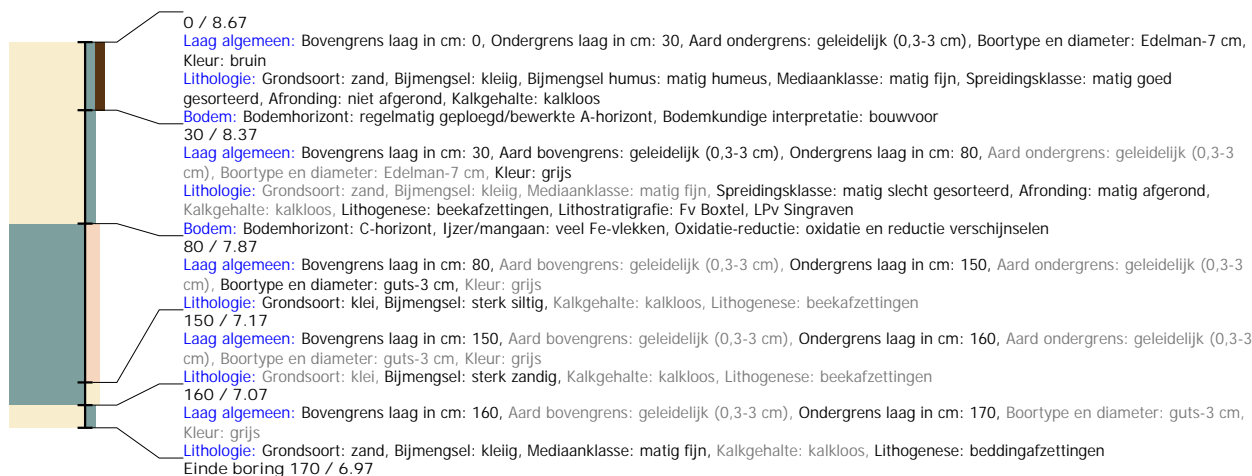 0 / 8.67
Laag algemeen: Bovengrens laag in cm: 0, Ondergrens laag in cm: 30, Aard ondergrens: geleidelijk (0,3-3 cm), Boortype en diameter: Edelman-7 cm,
Kleur: bruin
Lithologie: Grondsoort: zand, Bijmengsel: kleiig, Bijmengsel humus: matig humeus, Mediaanklasse: matig fijn, Spreidingsklasse: matig goed
gesorteerd, Afronding: niet afgerond, Kalkgehalte: kalkloos
Bodem: Bodemhorizont: regelmatig geploegd/bewerkte A-horizont, Bodemkundige interpretatie: bouwvoor
30 / 8.37
Laag algemeen: Bovengrens laag in cm: 30, Aard bovengrens: geleidelijk (0,3-3 cm), Ondergrens laag in cm: 80, Aard ondergrens: geleidelijk (0,3-3
cm), Boortype en diameter: Edelman-7 cm, Kleur: grijs
Lithologie: Grondsoort: zand, Bijmengsel: kleiig, Mediaanklasse: matig fijn, Spreidingsklasse: matig slecht gesorteerd, Afronding: matig afgerond,
Kalkgehalte: kalkloos, Lithogenese: beekafzettingen, Lithostratigrafie: Fv Boxtel, LPv Singraven
Bodem: Bodemhorizont: C-horizont, Ijzer/mangaan: veel Fe-vlekken, Oxidatie-reductie: oxidatie en reductie verschijnselen
80 / 7.87
Laag algemeen: Bovengrens laag in cm: 80, Aard bovengrens: geleidelijk (0,3-3 cm), Ondergrens laag in cm: 150, Aard ondergrens: geleidelijk (0,3-3
cm), Boortype en diameter: guts-3 cm, Kleur: grijs
Lithologie: Grondsoort: klei, Bijmengsel: sterk siltig, Kalkgehalte: kalkloos, Lithogenese: beekafzettingen
150 / 7.17
Laag algemeen: Bovengrens laag in cm: 150, Aard bovengrens: geleidelijk (0,3-3 cm), Ondergrens laag in cm: 160, Aard ondergrens: geleidelijk (0,3-3
cm), Boortype en diameter: guts-3 cm, Kleur: grijs
Lithologie: Grondsoort: klei, Bijmengsel: sterk zandig, Kalkgehalte: kalkloos, Lithogenese: beekafzettingen
160 / 7.07
Laag algemeen: Bovengrens laag in cm: 160, Aard bovengrens: geleidelijk (0,3-3 cm), Ondergrens laag in cm: 170, Boortype en diameter: guts-3 cm,
Kleur: grijs
Lithologie: Grondsoort: zand, Bijmengsel: kleiig, Mediaanklasse: matig fijn, Kalkgehalte: kalkloos, Lithogenese: beddingafzettingen
Einde boring 170 / 6.97